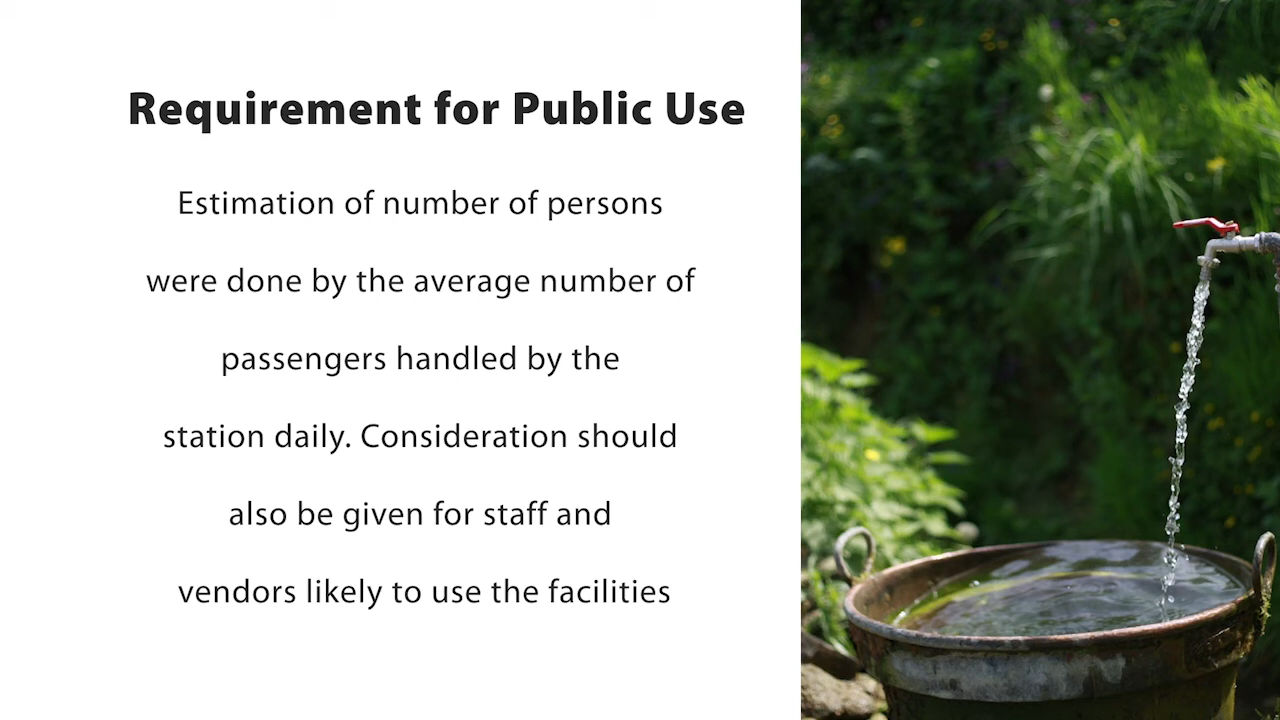 Requirement for Public Use
Estimation of number of persons
were done by the average number of
passengers handled by the
station daily. Consideration should
also be given for staff and
vendors likely to use the facilities